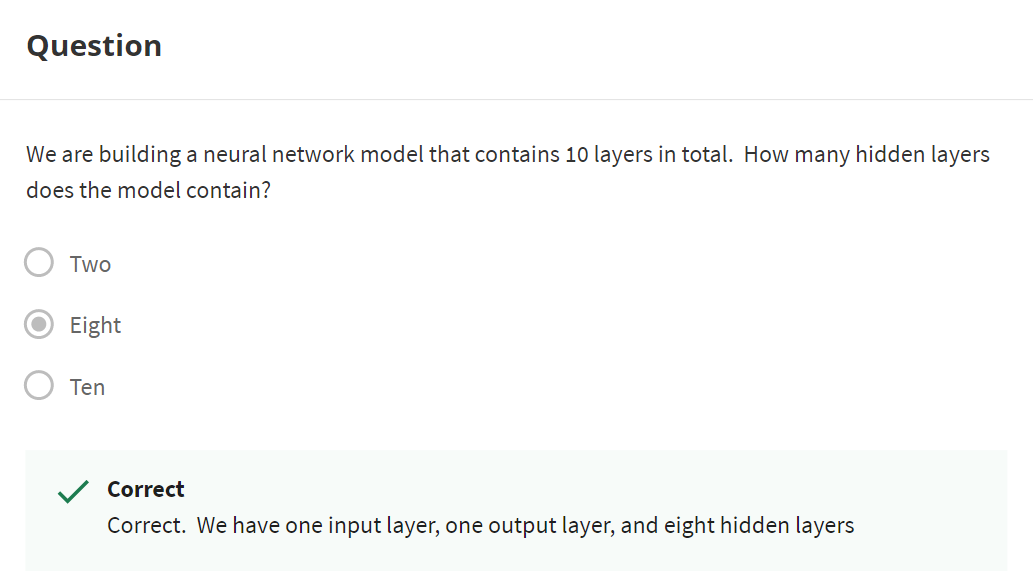 Question
We are building a neural network model that contains 10 layers in total.  How many hidden layers
does the model contain?
Two
Eight
Ten
Correct
Correct.  We have one input layer, one output layer, and eight hidden layers